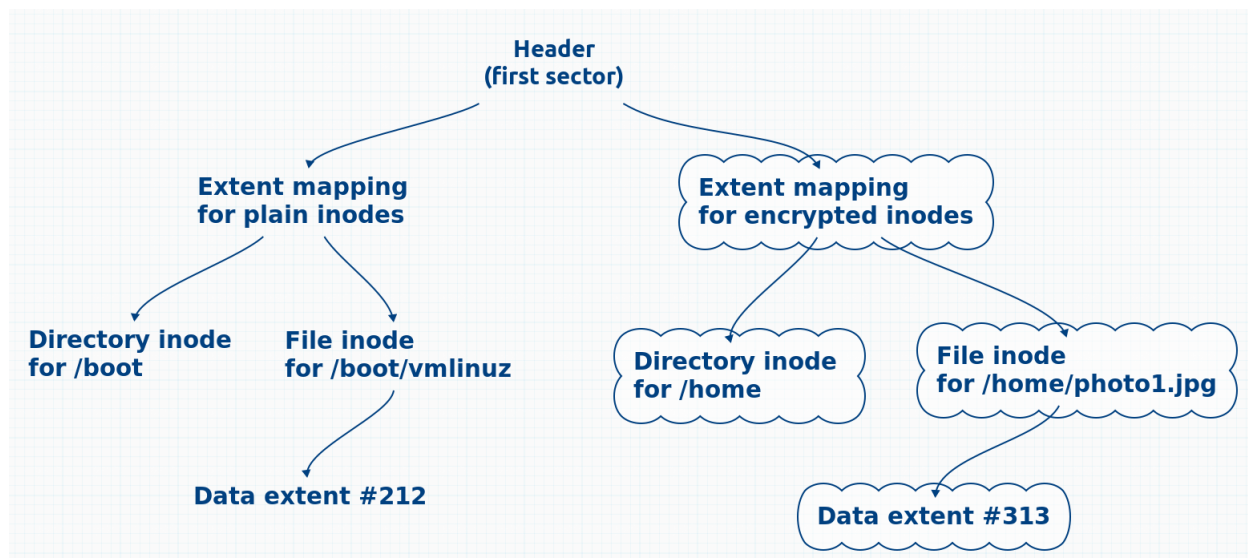 Header
(first sector)
Extent mapping
for plain inodes
Extent mapping
for encrypted inodes
Directory inode
for /boot
File inode
for /boot/vmlinuz
Directory inode
for /home
File inode
for /home/photo1.jpg
Data extent #212
Data extent #313